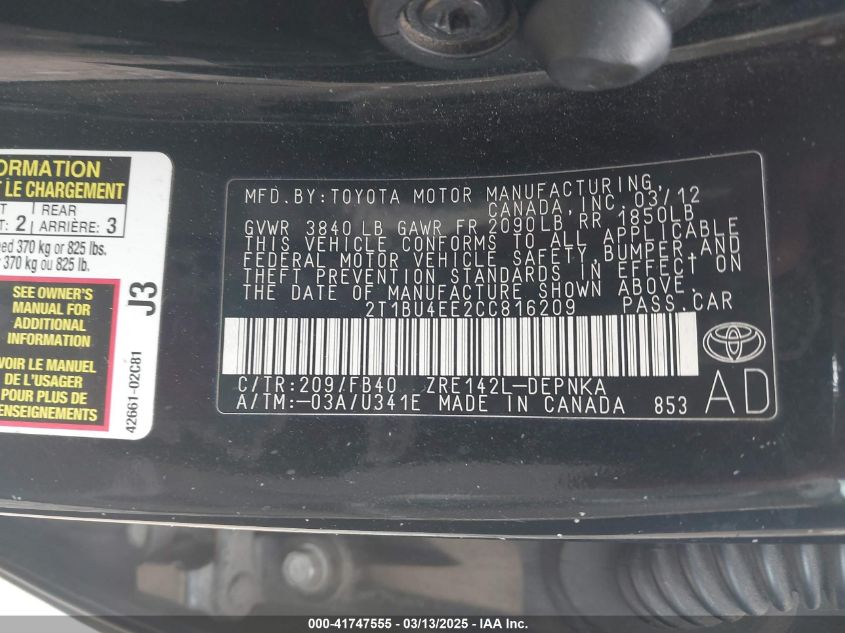 ORMATION
LE CHARGEMENT
REAR
2 ARRIÈRE: 3
ed 370 kg or 825 lbs.
370 kg ou 825 lb.
SEE OWNER'S
MANUAL FOR
ADDITIONAL
INFORMATION
VOIR LE MANUEL
DE L'USAGER
POUR PLUS DE
RENSEIGNEMENTS
J3
42661-02C81
MFD.BY:TOYOTA MOTOR MANUFACTURING,
CANADA,INC.03/12
GVWR 3840LB GAWR FR 2090LB, RR 1850LB
THIS VEHICLE CONFORMS TO ALL APPLICABLE
FEDERAL MOTOR VEHICLE SAFETY,BUMPER,AND
THEFT PREVENTION STANDARDS IN EFFECT ON
THE DATE OF MANUFACTURE SHOWN ABOVE.
2T1BU4EE2CC816209 PASS.CAR
C/TR:209/FB40 ZRE142L-DEPNKA
A/TM:-03A/U341E MADE IN CANADA 853
AD
000-41747555 - 03/13/2025 - IAAI.com